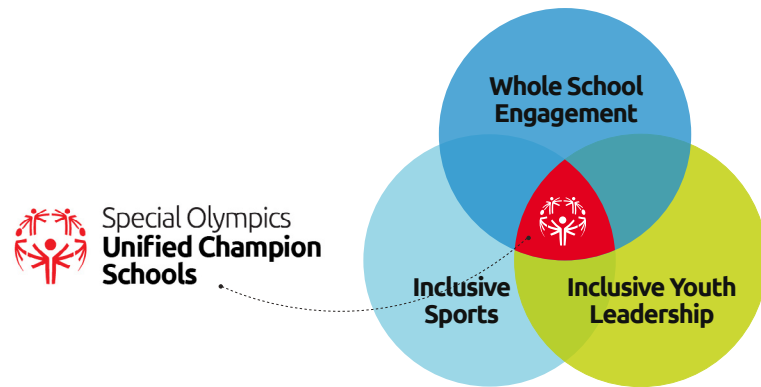 Whole School
Engagement
Special Olympics
Unified Champion
Schools
Inclusive
Sports
Inclusive Youth
Leadership